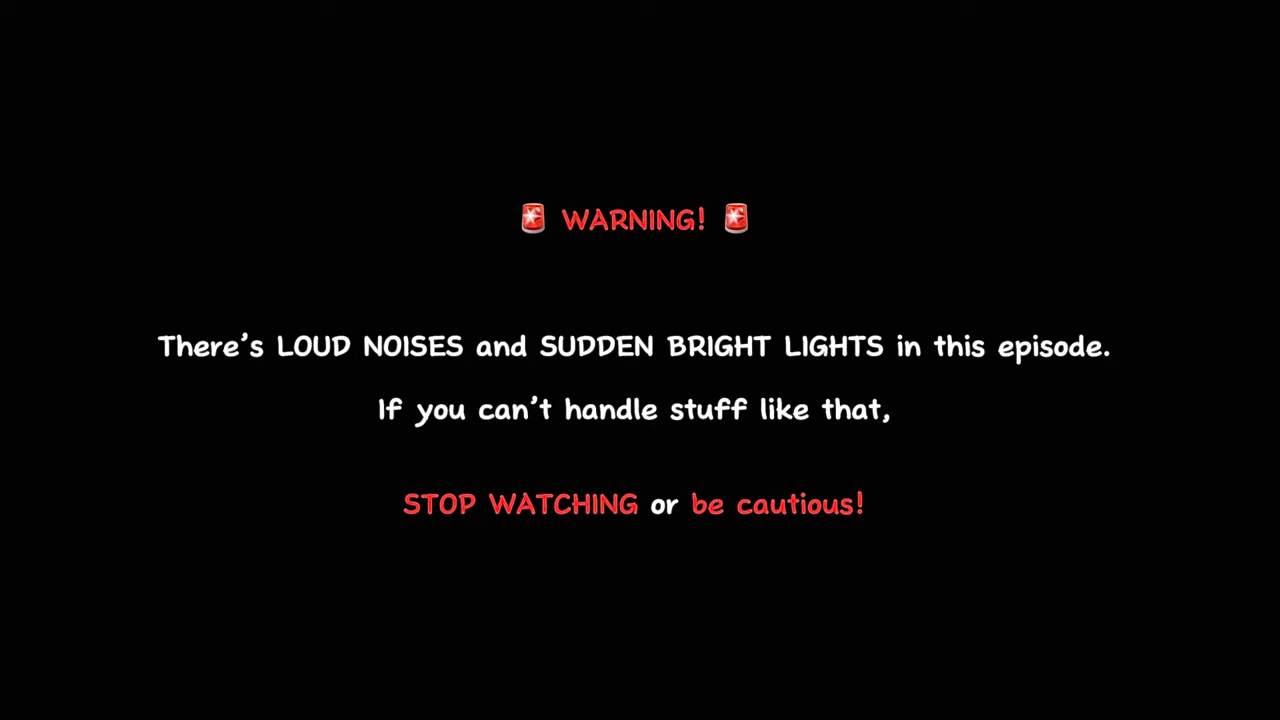 🚨 WARNING! 🚨
There's LOUD NOISES and SUDDEN BRIGHT LIGHTS in this episode.
If you can't handle stuff like that,
STOP WATCHING or be cautious!